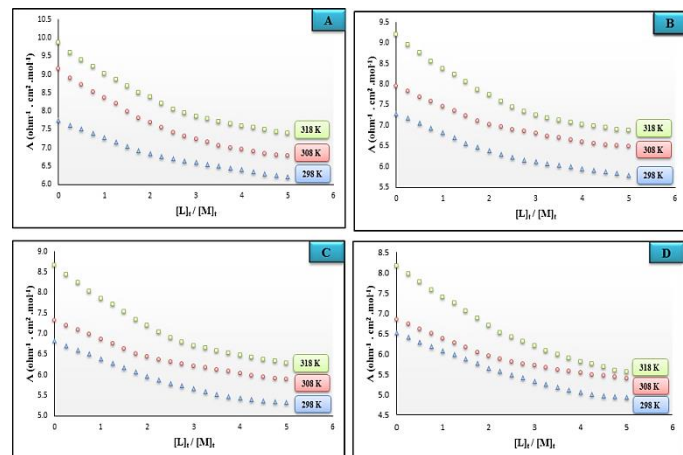 A
Λ (ohm⁻¹ . cm² .mol⁻¹)
10.5
10.0
9.5
9.0
8.5
8.0
7.5
7.0
6.5
6.0
318 K
308 K
298 K
0 1 2 3 4 5 6
[L]t / [M]t
B
Λ (ohm⁻¹ . cm² .mol⁻¹)
9.5
9.0
8.5
8.0
7.5
7.0
6.5
6.0
5.5
318 K
308 K
298 K
0 1 2 3 4 5 6
[L]t / [M]t
C
Λ (ohm⁻¹ . cm² .mol⁻¹)
9.0
8.5
8.0
7.5
7.0
6.5
6.0
5.5
5.0
318 K
308 K
298 K
0 1 2 3 4 5 6
[L]t / [M]t
D
Λ (ohm⁻¹ . cm² .mol⁻¹)
8.5
8.0
7.5
7.0
6.5
6.0
5.5
5.0
4.5
318 K
308 K
298 K
0 1 2 3 4 5 6
[L]t / [M]t